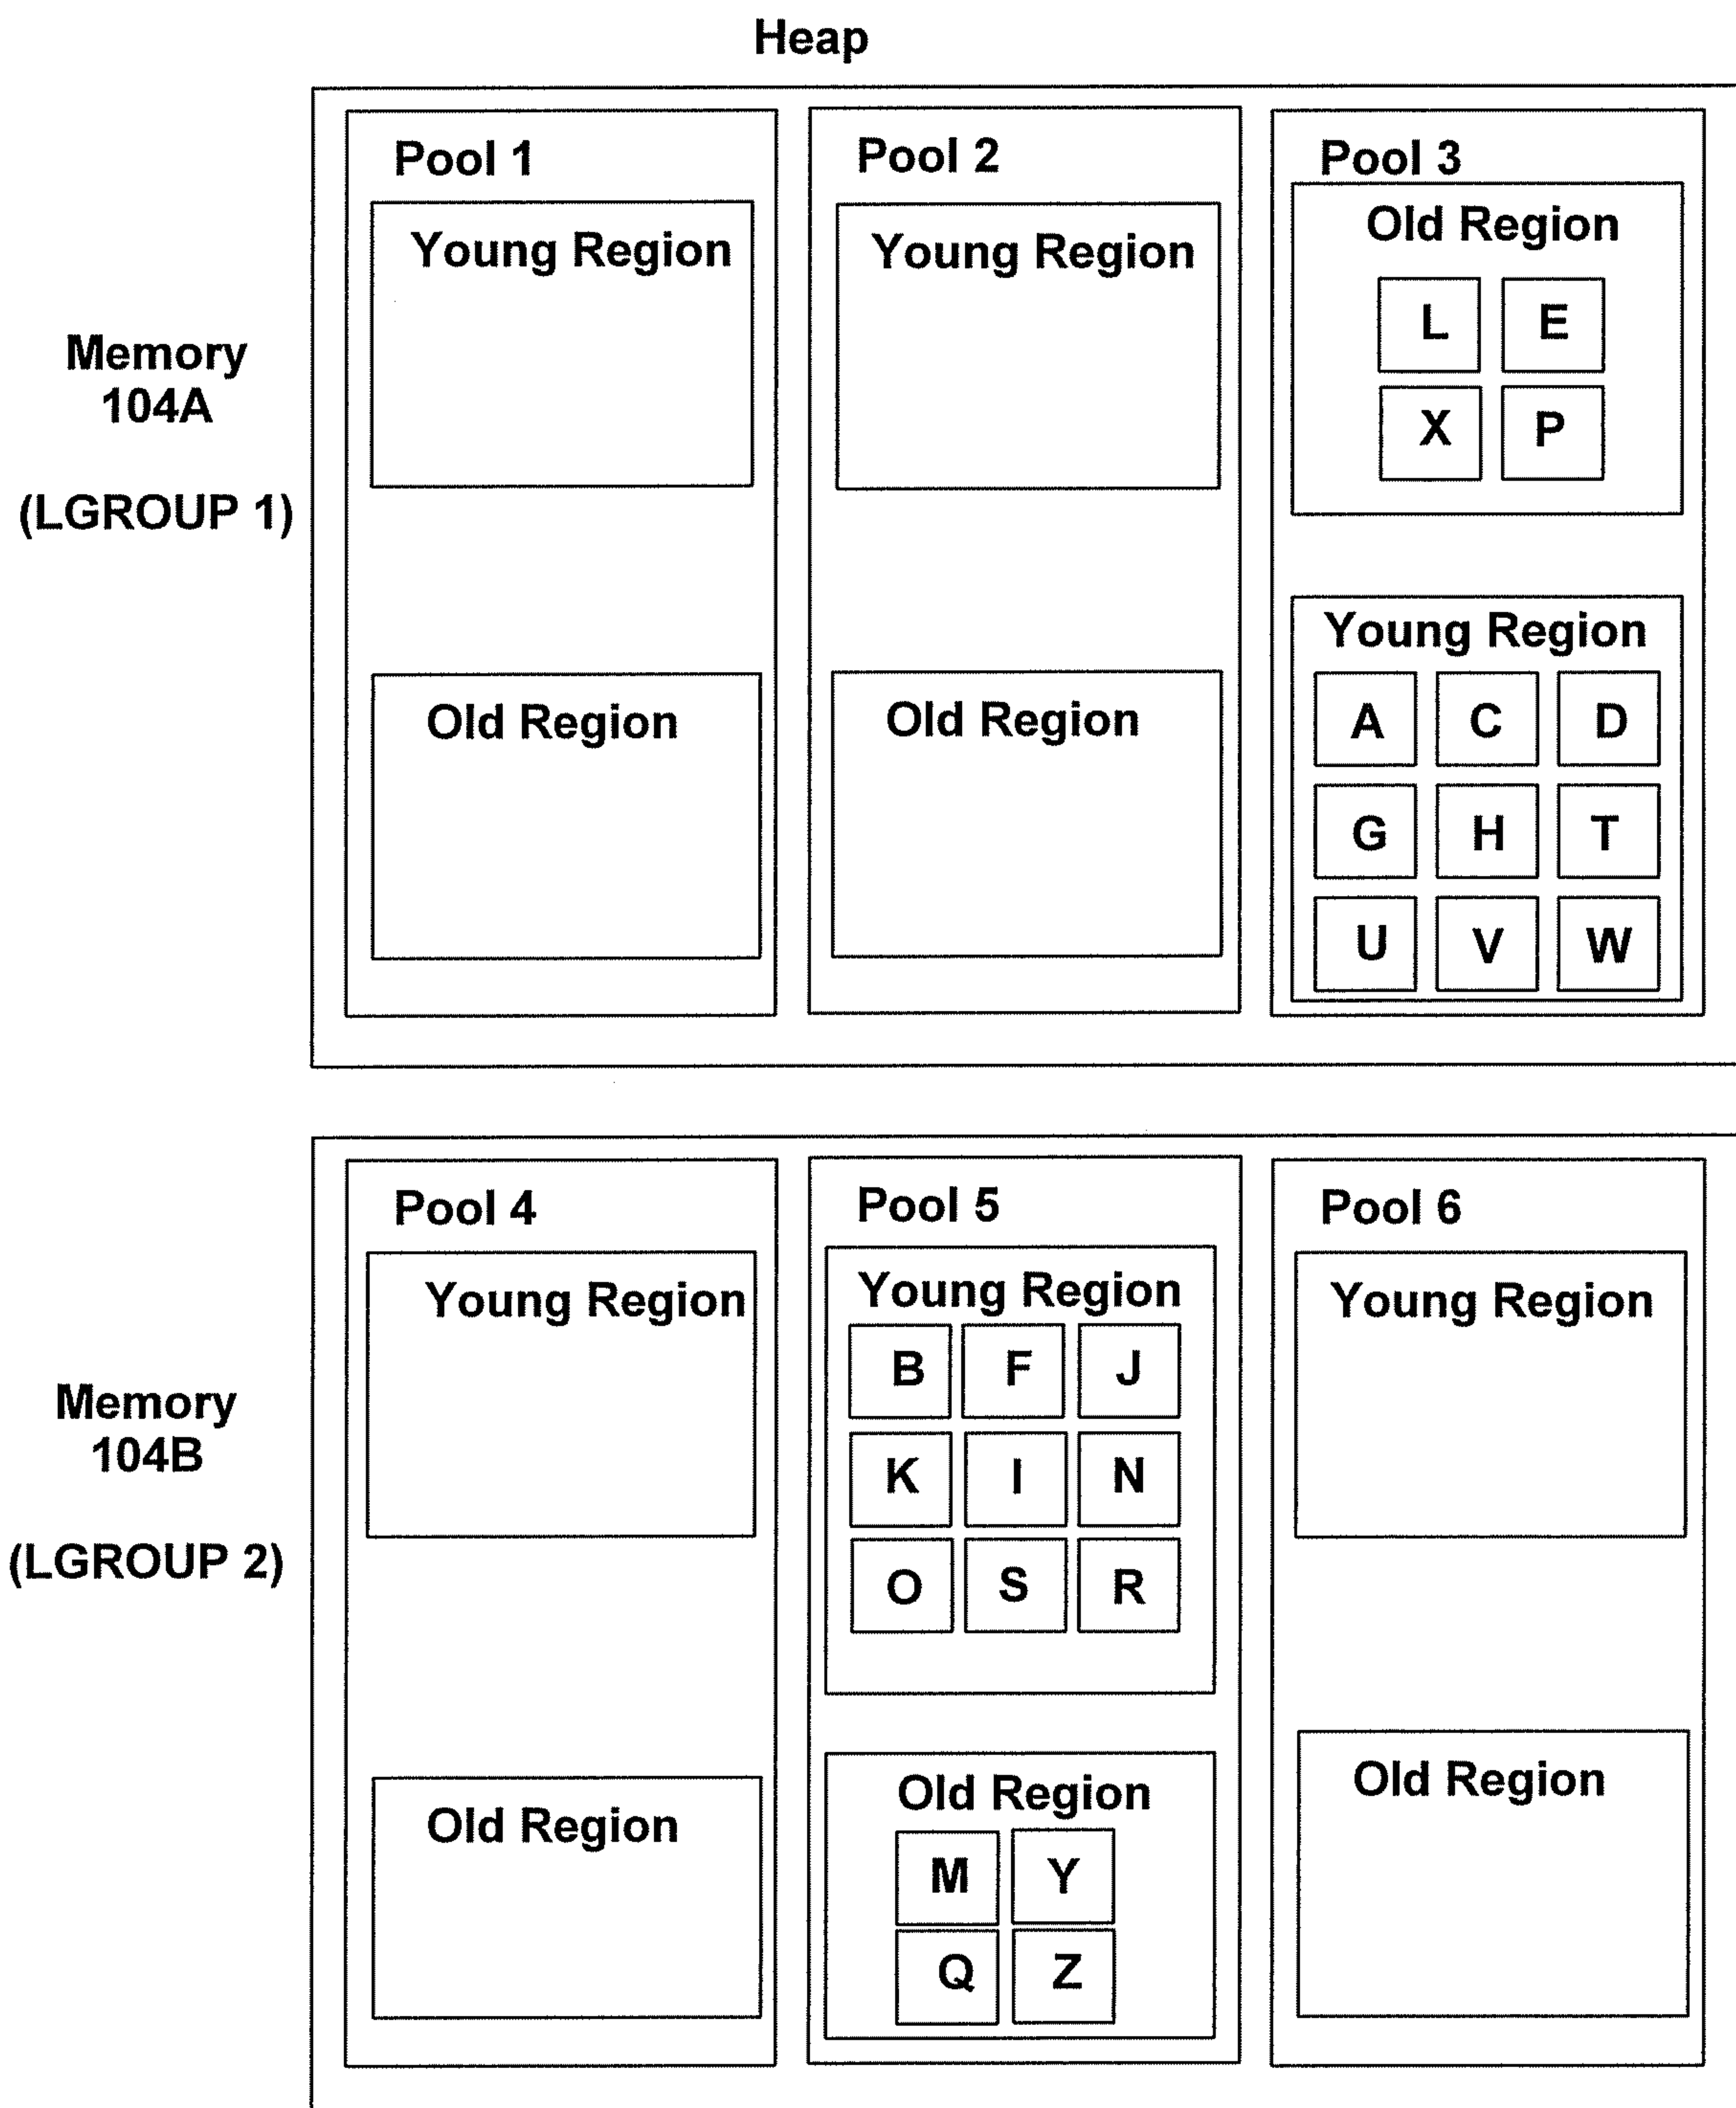 Heap
Memory
104A
(LGROUP 1)
Pool 1
Young Region
Old Region
Pool 2
Young Region
Old Region
Pool 3
Old Region
L E
X P
Young Region
A C D
G H T
U V W
Memory
104B
(LGROUP 2)
Pool 4
Young Region
Old Region
Pool 5
Young Region
B F J
K I N
O S R
Old Region
M Y
Q Z
Pool 6
Young Region
Old Region